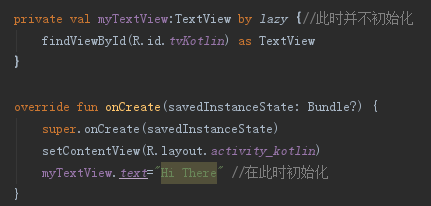 private val myTextView:TextView by lazy {//此时并不初始化
    findViewById(R.id.tvKotlin) as TextView
}
override fun onCreate(savedInstanceState: Bundle?) {
    super.onCreate(savedInstanceState)
    setContentView(R.layout.activity_kotlin)
    myTextView.text="Hi There" //在此时初始化
}